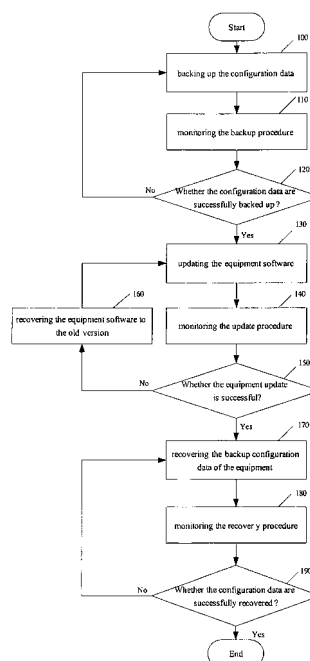 Start
100
backing up the configuration data
110
monitoring the backup procedure
120
Whether the configuration data are
successfully backed up ?
No
Yes
130
updating the equipment software
160
recovering the equipment software to
the old version
140
monitoring the update procedure
150
Whether the equipment update
is successful?
No
Yes
170
recovering the backup configuration
data of the equipment
180
monitoring the recover y procedure
190
Whether the configuration data are
successfully recovered ?
No
Yes
End